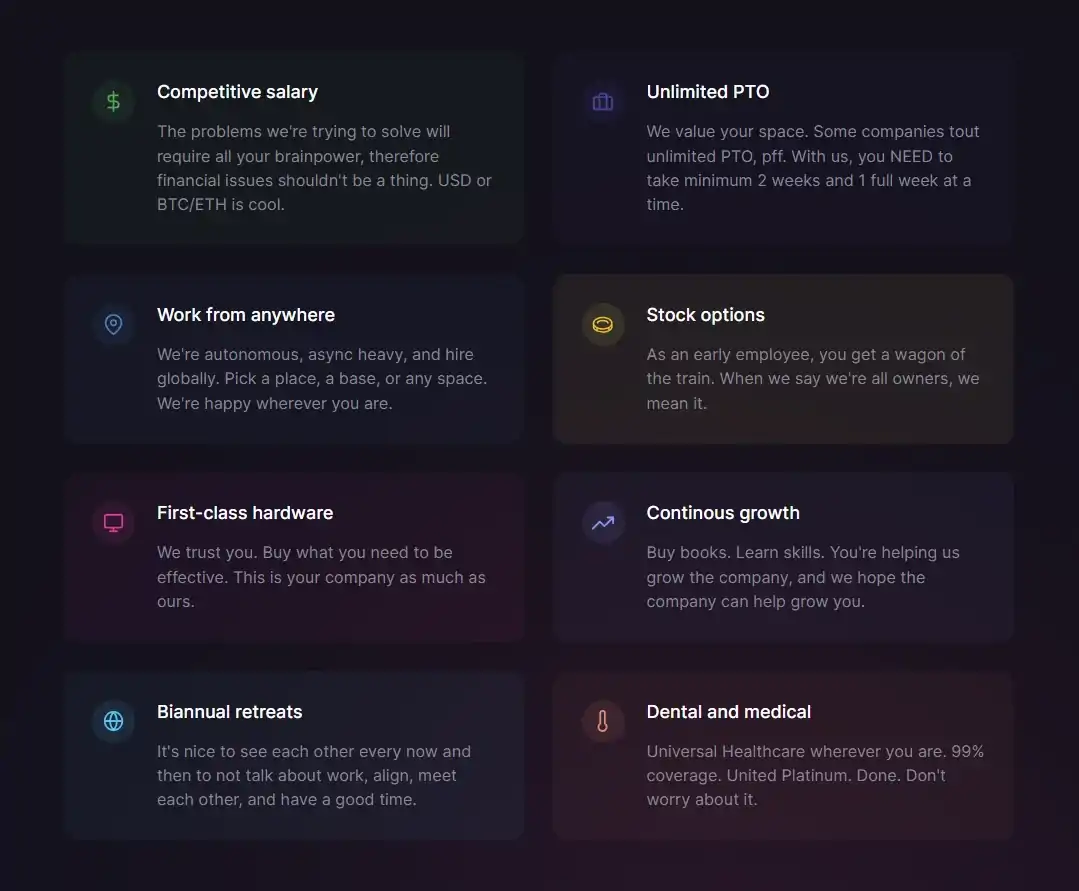 Competitive salary
The problems we're trying to solve will
require all your brainpower, therefore
financial issues shouldn't be a thing. USD or
BTC/ETH is cool.
Unlimited PTO
We value your space. Some companies tout
unlimited PTO, pff. With us, you NEED to
take minimum 2 weeks and 1 full week at a
time.
Work from anywhere
We're autonomous, async heavy, and hire
globally. Pick a place, a base, or any space.
We're happy wherever you are.
Stock options
As an early employee, you get a wagon of
the train. When we say we're all owners, we
mean it.
First-class hardware
We trust you. Buy what you need to be
effective. This is your company as much as
ours.
Continous growth
Buy books. Learn skills. You're helping us
grow the company, and we hope the
company can help grow you.
Biannual retreats
It's nice to see each other every now and
then to not talk about work, align, meet
each other, and have a good time.
Dental and medical
Universal Healthcare wherever you are. 99%
coverage. United Platinum. Done. Don't
worry about it.